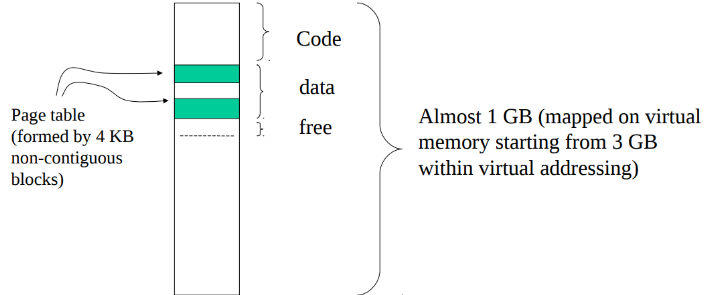 Code
data
free
Page table
(formed by 4 KB
non-contiguous
blocks)
Almost 1 GB (mapped on virtual
memory starting from 3 GB
within virtual addressing)